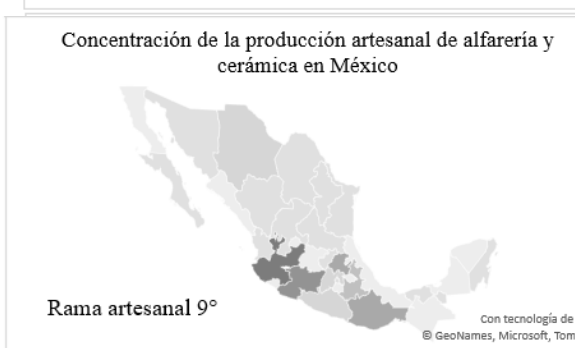 Concentración de la producción artesanal de alfarería y
cerámica en México
Rama artesanal 9°
Con tecnología de
© GeoNames, Microsoft, Tom